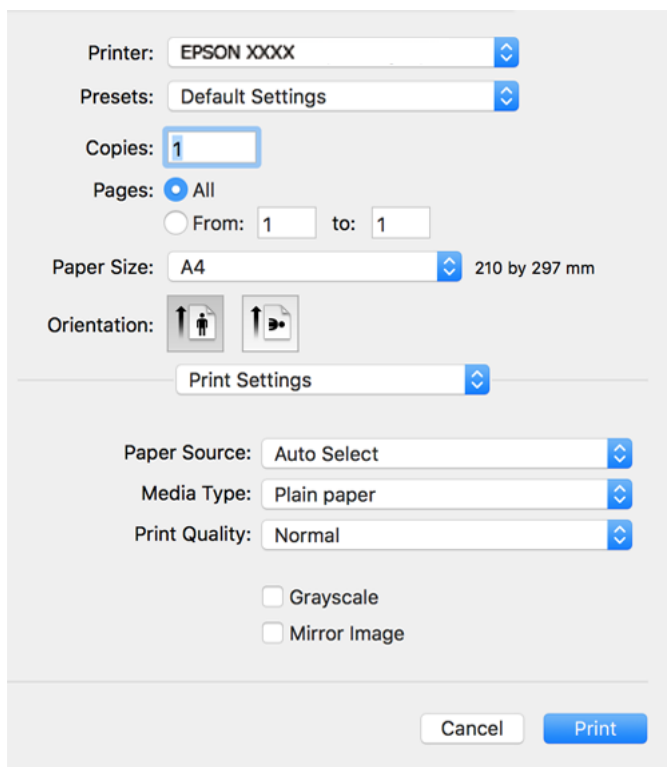 Printer: EPSON XXXX
Presets: Default Settings
Copies: 1
Pages: All
From: 1 to: 1
Paper Size: A4 210 by 297 mm
Orientation:
Print Settings
Paper Source: Auto Select
Media Type: Plain paper
Print Quality: Normal
Grayscale
Mirror Image
Cancel Print